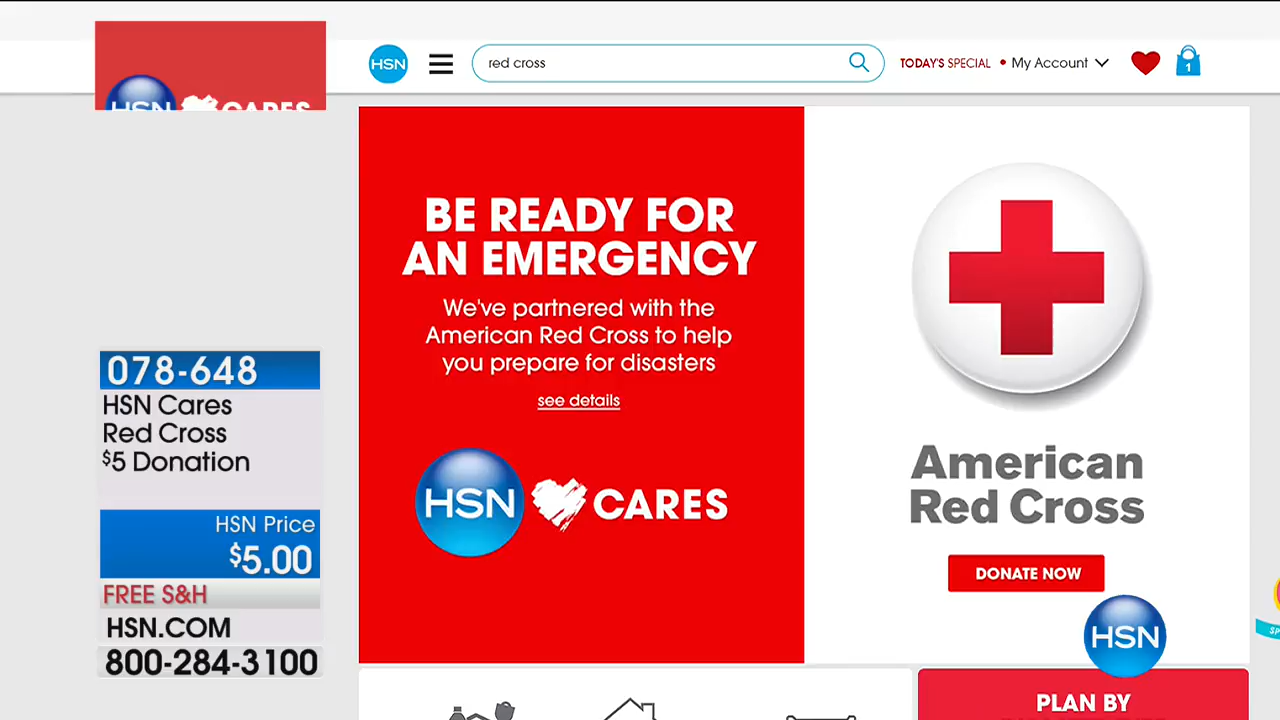 HSN CARES
HSN
red cross
TODAY'S SPECIAL • My Account
1
BE READY FOR
AN EMERGENCY
We've partnered with the
American Red Cross to help
you prepare for disasters
see details
HSN CARES
American
Red Cross
DONATE NOW
HSN
PLAN BY
078-648
HSN Cares
Red Cross
$5 Donation
HSN Price
$5.00
FREE S&H
HSN.COM
800-284-3100